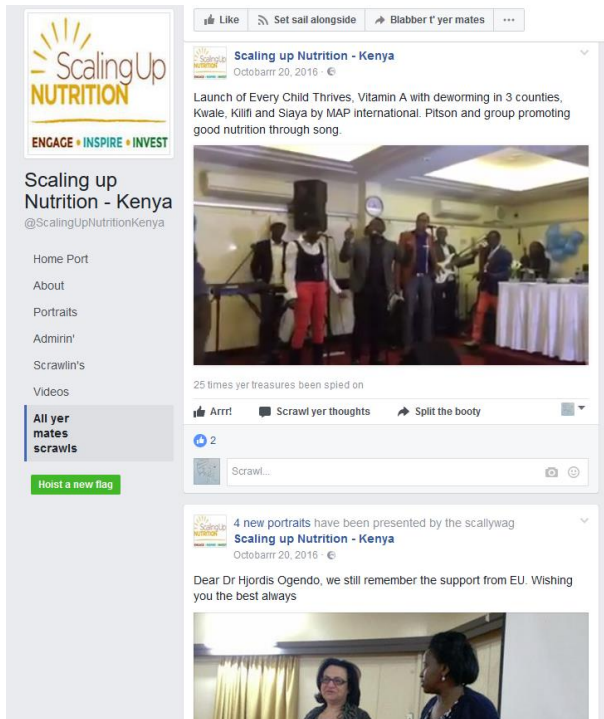 Scaling Up
NUTRITION
ENGAGE • INSPIRE • INVEST
Scaling up
Nutrition - Kenya
@ScalingUpNutritionKenya
Home Port
About
Portraits
Admirin'
Scrawlin's
Videos
All yer
mates
scrawls
Hoist a new flag
Like
Set sail alongside
Blabber t' yer mates
Scaling up Nutrition - Kenya
Octobarrr 20, 2016 ·
Launch of Every Child Thrives, Vitamin A with deworming in 3 counties,
Kwale, Kilifi and Siaya by MAP international. Pitson and group promoting
good nutrition through song.
25 times yer treasures been spied on
Arrr!
Scrawl yer thoughts
Split the booty
2
Scrawl...
4 new portraits have been presented by the scallywag
Scaling up Nutrition - Kenya
Octobarrr 20, 2016 ·
Dear Dr Hjordis Ogendo, we still remember the support from EU. Wishing
you the best always